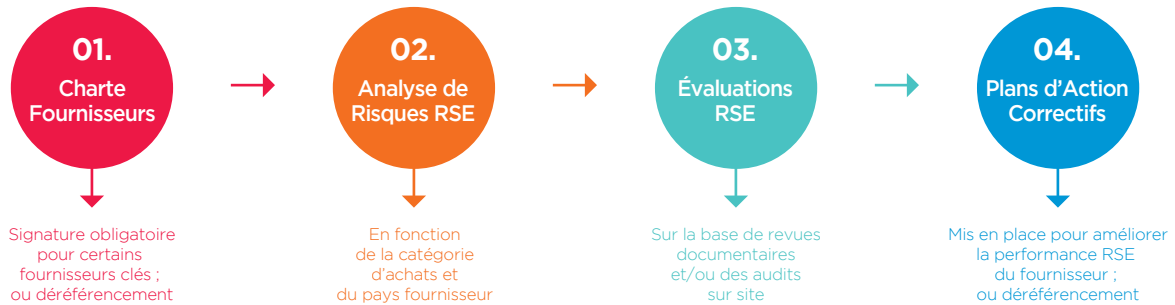 01.
Charte
Fournisseurs
Signature obligatoire
pour certains
fournisseurs clés ;
ou déréférencement
02.
Analyse de
Risques RSE
En fonction
de la catégorie
d’achats et
du pays fournisseur
03.
Évaluations
RSE
Sur la base de revues
documentaires
et/ou des audits
sur site
04.
Plans d’Action
Correctifs
Mis en place pour améliorer
la performance RSE
du fournisseur ;
ou déréférencement